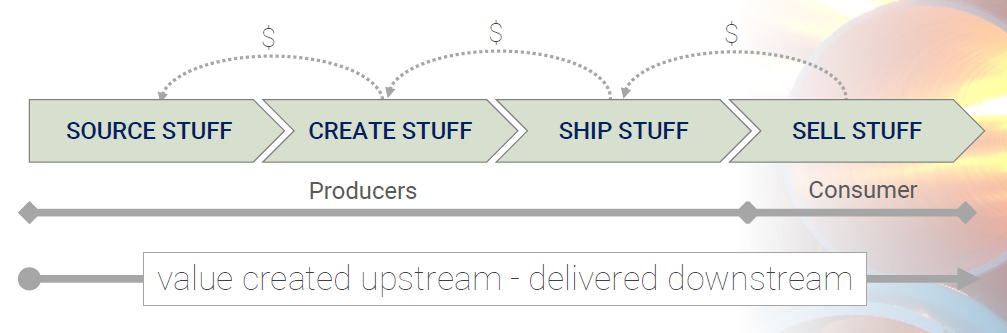 $ $ $
SOURCE STUFF CREATE STUFF SHIP STUFF SELL STUFF
Producers Consumer
value created upstream - delivered downstream